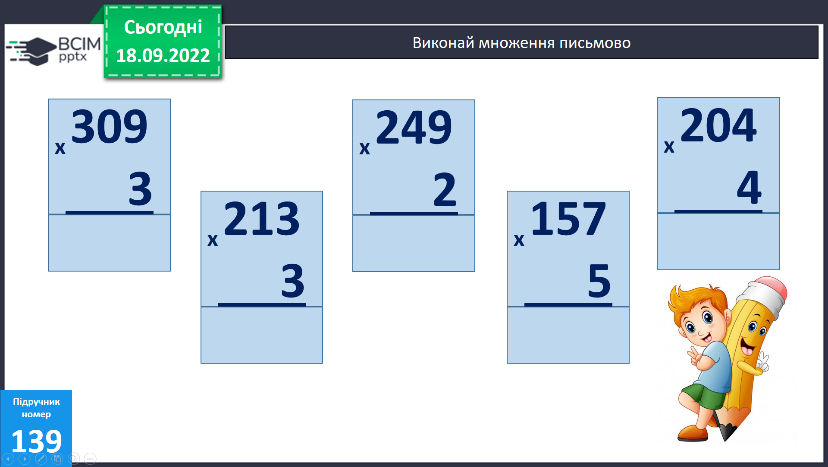 BCIM
pptx
Сьогодні
18.09.2022
Виконай множення письмово
309
x
3
213
x
3
249
x
2
157
x
5
204
x
4
Підручник
номер
139